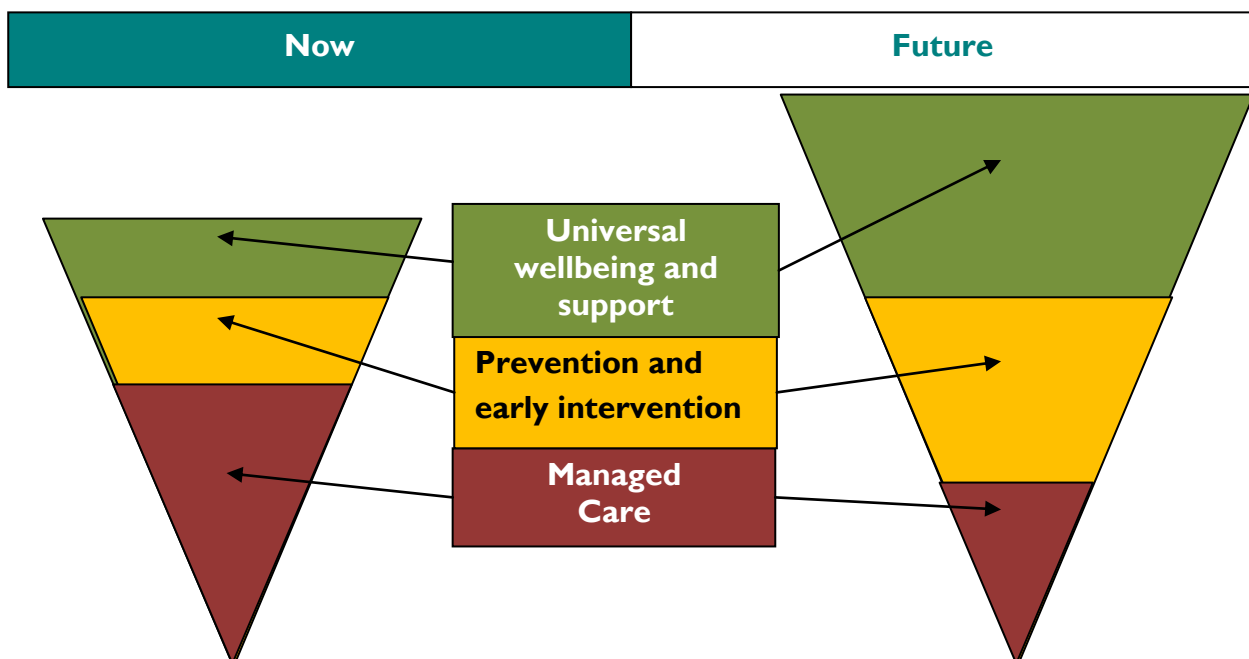 Now
Future
Universal
wellbeing and
support
Prevention and
early intervention
Managed
Care